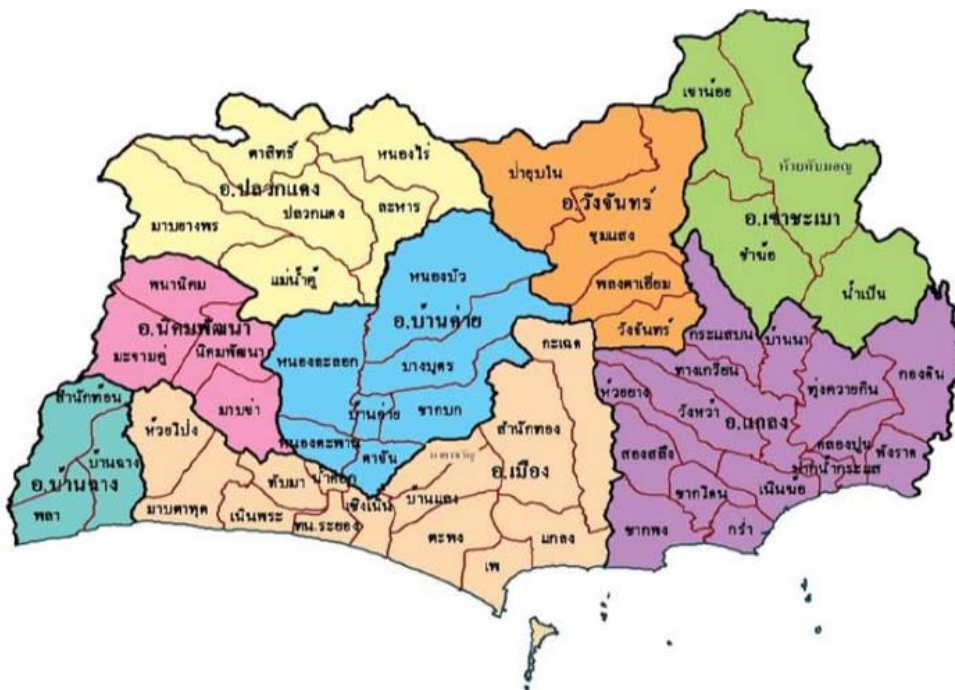 เขาน้อย
ห้วยทับมอญ
อ.เขาชะเมา
ชำฆ้อ
น้ำเป็น
ป่ายุบใน
อ.วังจันทร์
ชุมแสง
พลงตาเอี่ยม
วังจันทร์
ตาสิทธิ์
หนองไร่
อ.ปลวกแดง
ปลวกแดง
ละหาร
มาบยางพร
แม่น้ำคู้
พนานิคม
อ.นิคมพัฒนา
มะขามคู่
นิคมพัฒนา
มาบข่า
หนองบัว
อ.บ้านค่าย
หนองละลอก
บางบุตร
บ้านค่าย
ชากบก
หนองตะพาน
ตาขัน
สำนักท้อน
บ้านฉาง
อ.บ้านฉาง
พลา
กะเฉด
ห้วยโป่ง
สำนักทอง
อ.เมือง
ทับมา
น้ำคอก
เชิงเนิน
บ้านแลง
มาบตาพุด
เนินพระ
ทน.ระยอง
ตะพง
แกลง
เพ
กระแสบน
บ้านนา
ทางเกวียน
ห้วยยาง
ทุ่งควายกิน
กองดิน
วังหว้า
อ.แกลง
สองสลึง
คลองปูน
พังราด
ปากน้ำกระแส
ชากโดน
เนินฆ้อ
ชากพง
กร่ำ